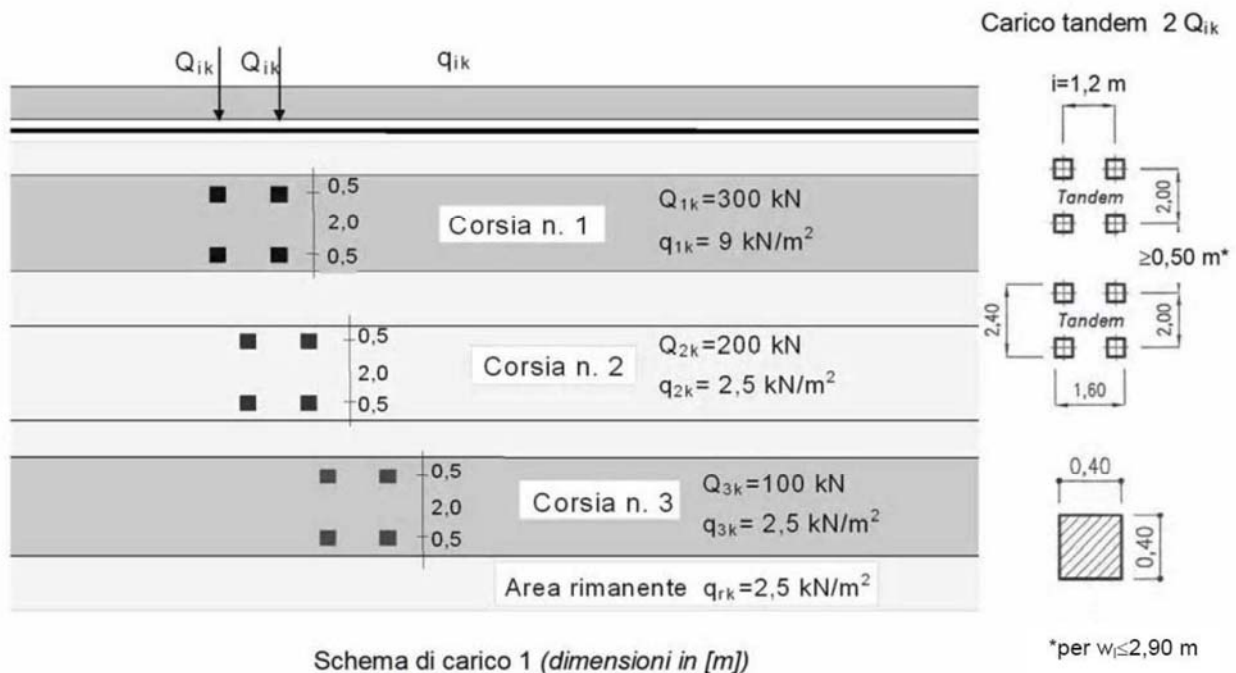 Carico tandem 2 Qik
Qik Qik qik
i=1,2 m
0,5
2,0
0,5
Corsia n. 1
Q1k=300 kN
q1k= 9 kN/m²
Tandem
2,00
≥0,50 m*
0,5
2,0
0,5
Corsia n. 2
Q2k=200 kN
q2k= 2,5 kN/m²
2,40
Tandem
2,00
1,60
0,5
2,0
0,5
Corsia n. 3
Q3k=100 kN
q3k= 2,5 kN/m²
0,40
0,40
Area rimanente qrk=2,5 kN/m²
Schema di carico 1 (dimensioni in [m])
*per wl≤2,90 m